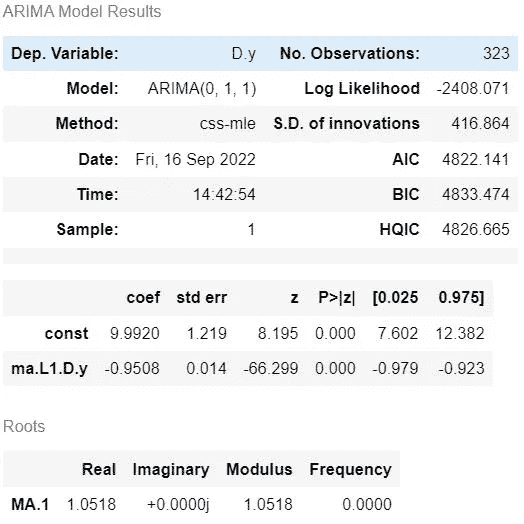 ARIMA Model Results
Dep. Variable: D.y No. Observations: 323
Model: ARIMA(0, 1, 1) Log Likelihood -2408.071
Method: css-mle S.D. of innovations 416.864
Date: Fri, 16 Sep 2022 AIC 4822.141
Time: 14:42:54 BIC 4833.474
Sample: 1 HQIC 4826.665
coef std err z P>|z| [0.025 0.975]
const 9.9920 1.219 8.195 0.000 7.602 12.382
ma.L1.D.y -0.9508 0.014 -66.299 0.000 -0.979 -0.923
Roots
Real Imaginary Modulus Frequency
MA.1 1.0518 +0.0000j 1.0518 0.0000